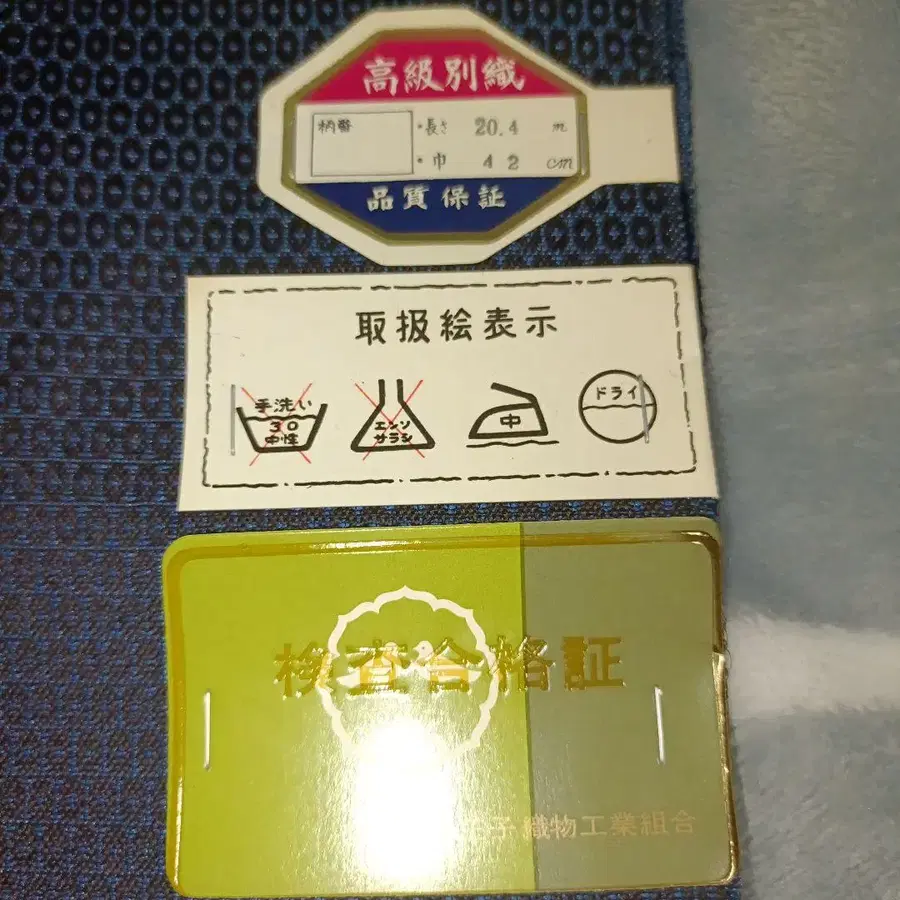 高級別織
柄番
・長さ 20.4 m
・巾 42 cm
品質保証
取扱絵表示
手洗い
30
中性
エンソ
サラシ
中
ドライ
検査合格証
子織物工業組合